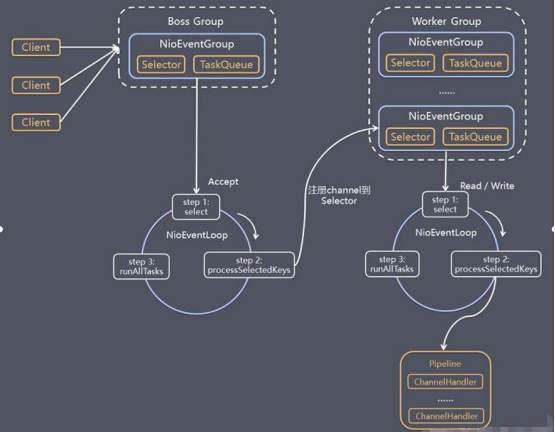 Boss Group
NioEventGroup
Selector
TaskQueue
Client
Client
Client
Worker Group
NioEventGroup
Selector
TaskQueue
......
NioEventGroup
Selector
TaskQueue
Accept
注册channel到
Selector
Read / Write
step 1:
select
NioEventLoop
step 2:
processSelectedKeys
step 3:
runAllTasks
step 1:
select
NioEventLoop
step 2:
processSelectedKeys
step 3:
runAllTasks
Pipeline
ChannelHandler
......
ChannelHandler